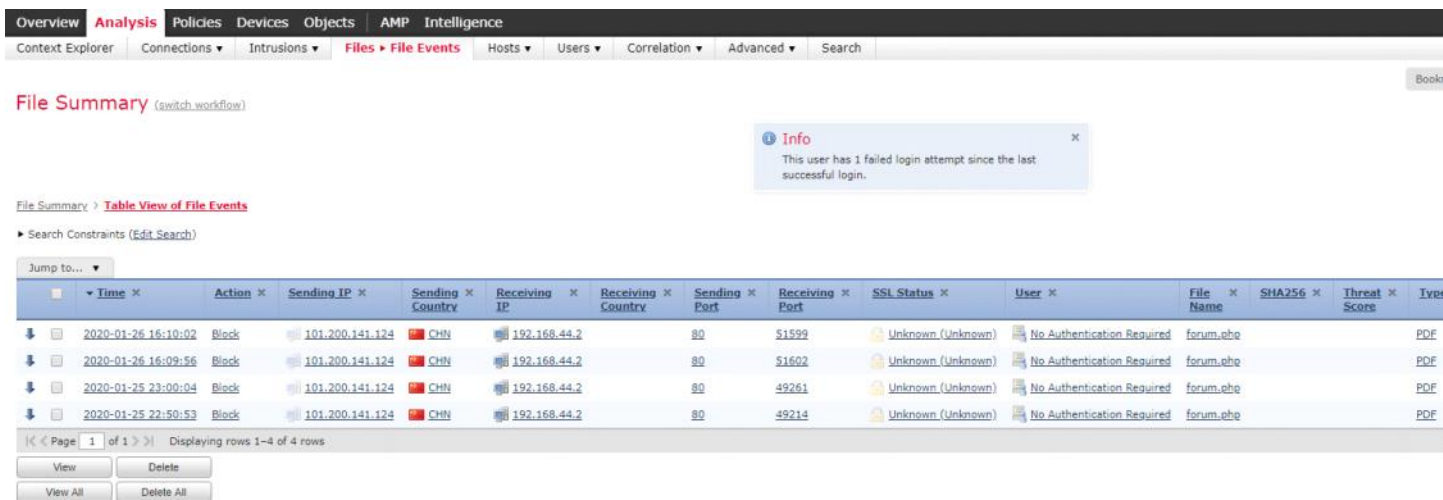 Overview Analysis Policies Devices Objects AMP Intelligence
Context Explorer Connections ▾ Intrusions ▾ Files ▸ File Events Hosts ▾ Users ▾ Correlation ▾ Advanced ▾ Search
File Summary (switch workflow)
Info ×
This user has 1 failed login attempt since the last
successful login.
File Summary > Table View of File Events
▸ Search Constraints (Edit Search)
Jump to... ▾
▾ Time × Action × Sending IP × Sending Country × Receiving IP × Receiving Country × Sending Port × Receiving Port × SSL Status × User × File Name × SHA256 × Threat Score × Type
2020-01-26 16:10:02 Block 101.200.141.124 CHN 192.168.44.2 80 51599 Unknown (Unknown) No Authentication Required forum.php PDF
2020-01-26 16:09:56 Block 101.200.141.124 CHN 192.168.44.2 80 51602 Unknown (Unknown) No Authentication Required forum.php PDF
2020-01-25 23:00:04 Block 101.200.141.124 CHN 192.168.44.2 80 49261 Unknown (Unknown) No Authentication Required forum.php PDF
2020-01-25 22:50:53 Block 101.200.141.124 CHN 192.168.44.2 80 49214 Unknown (Unknown) No Authentication Required forum.php PDF
|< < Page 1 of 1 > >| Displaying rows 1–4 of 4 rows
View Delete
View All Delete All